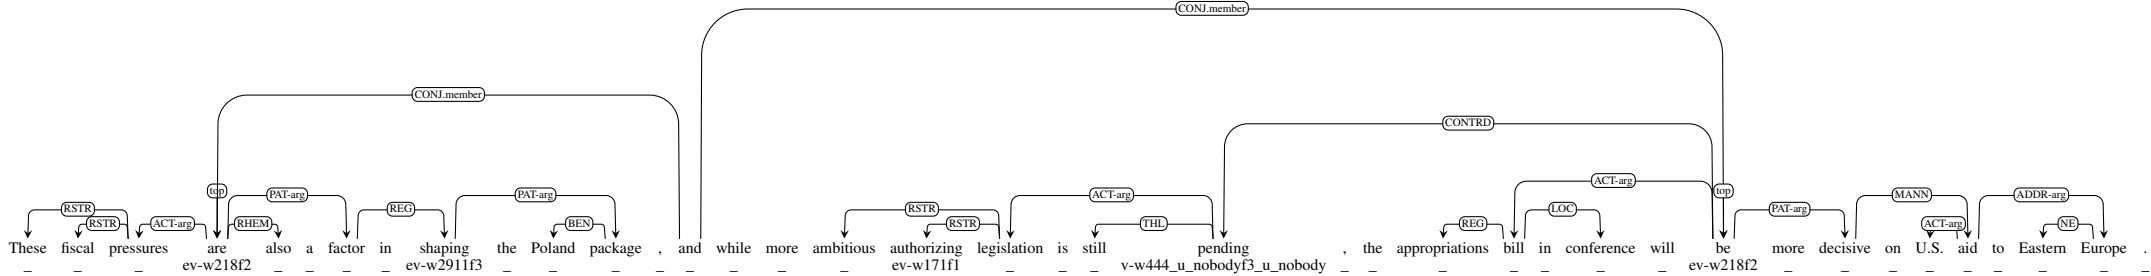 CONJ.member
CONJ.member
CONTRD
ACT-arg
top top
PAT-arg REG PAT-arg ACT-arg MANN ADDR-arg
RSTR RSTR LOC PAT-arg
RSTR ACT-arg RHEM BEN RSTR THL REG ACT-arg NE
These fiscal pressures are also a factor in shaping the Poland package , and while more ambitious authorizing legislation is still pending , the appropriations bill in conference will be more decisive on U.S. aid to Eastern Europe .
_ _ _ ev-w218f2 _ _ _ _ ev-w2911f3 _ _ _ _ _ _ _ _ ev-w171f1 _ _ _ v-w444_u_nobodyf3_u_nobody _ _ _ _ _ _ _ ev-w218f2 _ _ _ _ _ _ _ _ _